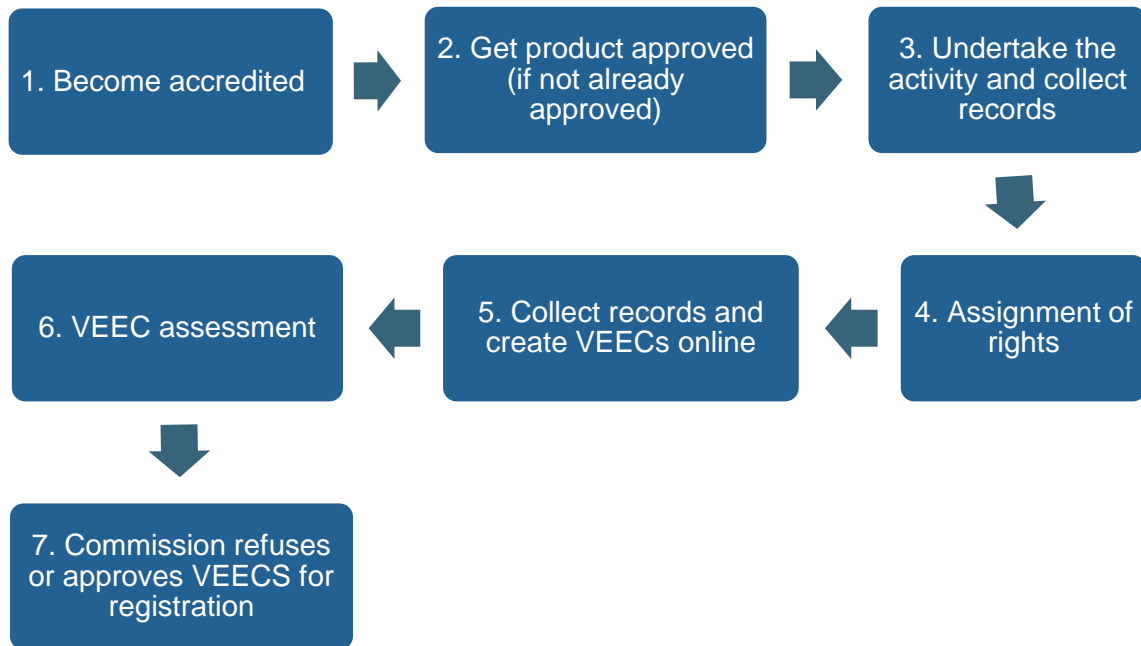 1. Become accredited
2. Get product approved
(if not already
approved)
3. Undertake the
activity and collect
records
4. Assignment of
rights
5. Collect records and
create VEECs online
6. VEEC assessment
7. Commission refuses
or approves VEECS for
registration